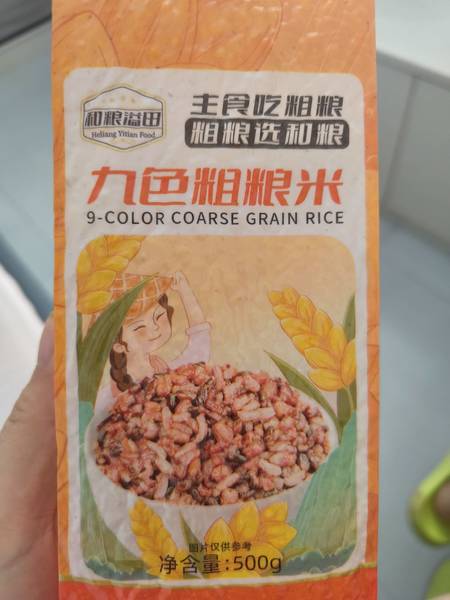 和粮溢田
Heliang Yitian Food
主食吃粗粮
粗粮选和粮
九色粗粮米
9-COLOR COARSE GRAIN RICE
图片仅供参考
净含量:500g